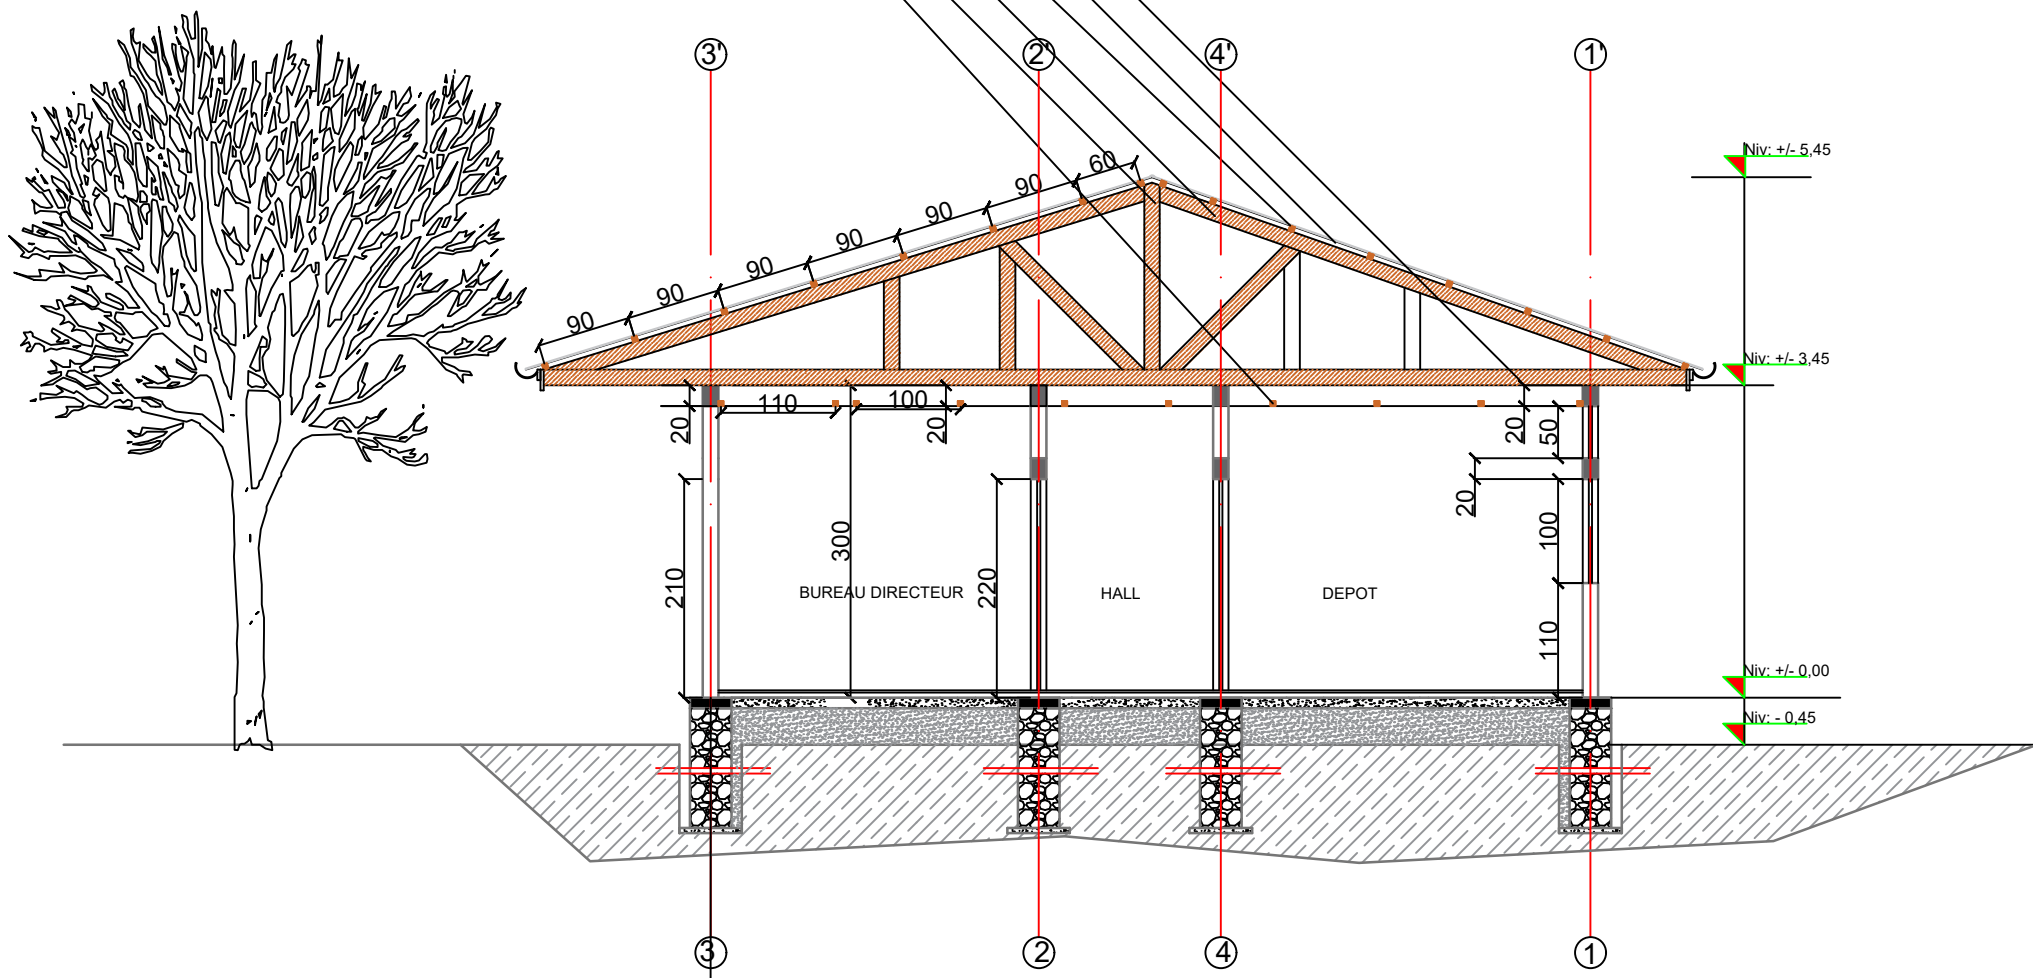 3' 2' 4' 1'
Niv: +/- 5,45
60
90
90
90
90
90
90
Niv: +/- 3,45
110 100
20 20 20 50
20
210 300 220 100
BUREAU DIRECTEUR HALL DEPOT
110
Niv: +/- 0,00
Niv: - 0,45
3 2 4 1